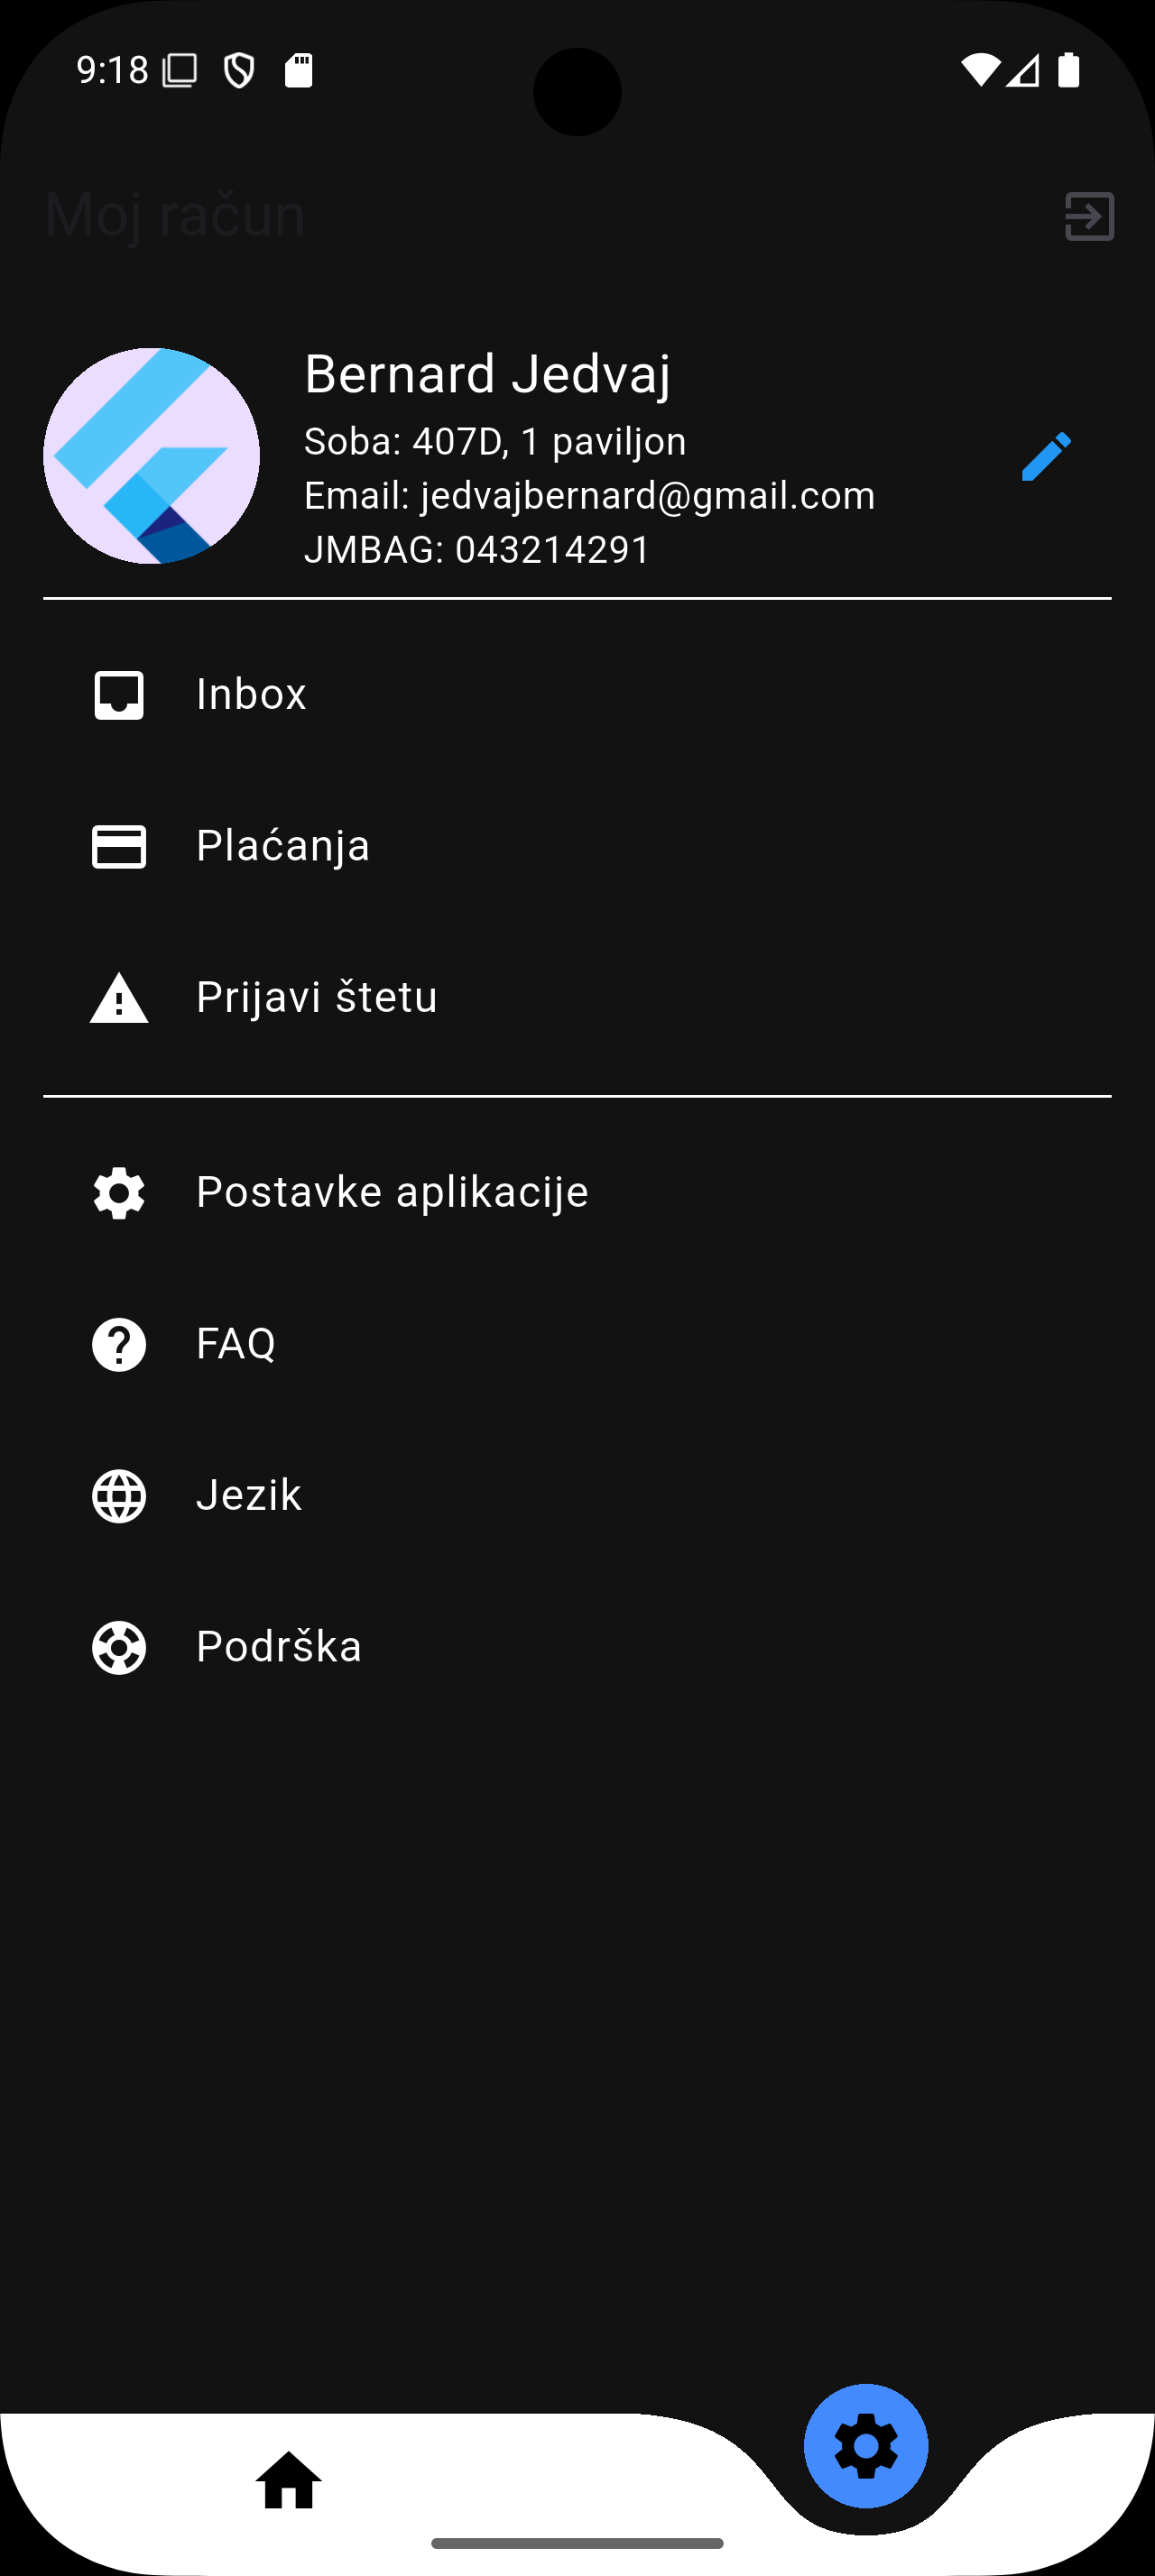 9:18
Moj račun
Bernard Jedvaj
Soba: 407D, 1 paviljon
Email: jedvajbernard@gmail.com
JMBAG: 043214291
Inbox
Plaćanja
Prijavi štetu
Postavke aplikacije
FAQ
Jezik
Podrška